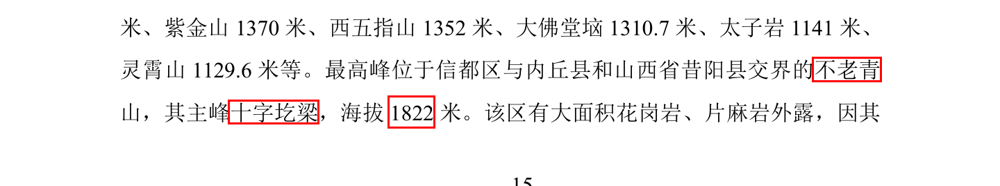 米、紫金山 1370 米、西五指山 1352 米、大佛堂垴 1310.7 米、太子岩 1141 米、
灵霄山 1129.6 米等。最高峰位于信都区与内丘县和山西省昔阳县交界的不老青
山，其主峰十字圪梁，海拔 1822 米。该区有大面积花岗岩、片麻岩外露，因其
15